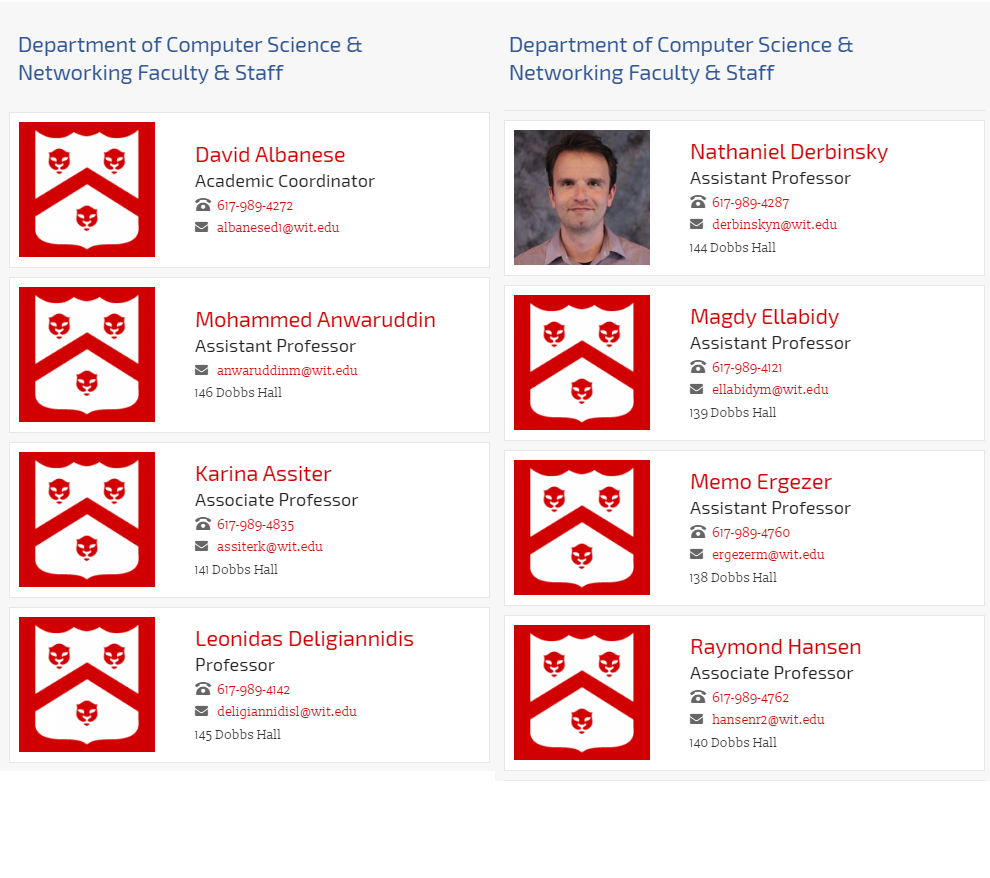 Department of Computer Science &
Networking Faculty & Staff
David Albanese
Academic Coordinator
617-989-4272
albanesed1@wit.edu
Mohammed Anwaruddin
Assistant Professor
anwaruddinm@wit.edu
146 Dobbs Hall
Karina Assiter
Associate Professor
617-989-4835
assiterk@wit.edu
141 Dobbs Hall
Leonidas Deligiannidis
Professor
617-989-4142
deligiannidisl@wit.edu
145 Dobbs Hall
Department of Computer Science &
Networking Faculty & Staff
Nathaniel Derbinsky
Assistant Professor
617-989-4287
derbinskyn@wit.edu
144 Dobbs Hall
Magdy Ellabidy
Assistant Professor
617-989-4121
ellabidym@wit.edu
139 Dobbs Hall
Memo Ergezer
Assistant Professor
617-989-4760
ergezerm@wit.edu
138 Dobbs Hall
Raymond Hansen
Associate Professor
617-989-4762
hansenr2@wit.edu
140 Dobbs Hall